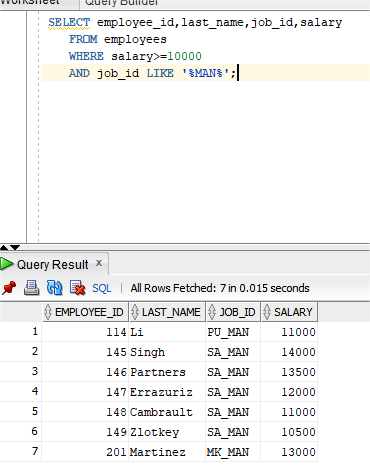 Worksheet Query Builder
SELECT employee_id,last_name,job_id,salary
FROM employees
WHERE salary>=10000
AND job_id LIKE '%MAN%';
Query Result x
SQL | All Rows Fetched: 7 in 0.015 seconds
EMPLOYEE_ID LAST_NAME JOB_ID SALARY
1 114 Li PU_MAN 11000
2 145 Singh SA_MAN 14000
3 146 Partners SA_MAN 13500
4 147 Errazuriz SA_MAN 12000
5 148 Cambrault SA_MAN 11000
6 149 Zlotkey SA_MAN 10500
7 201 Martinez MK_MAN 13000